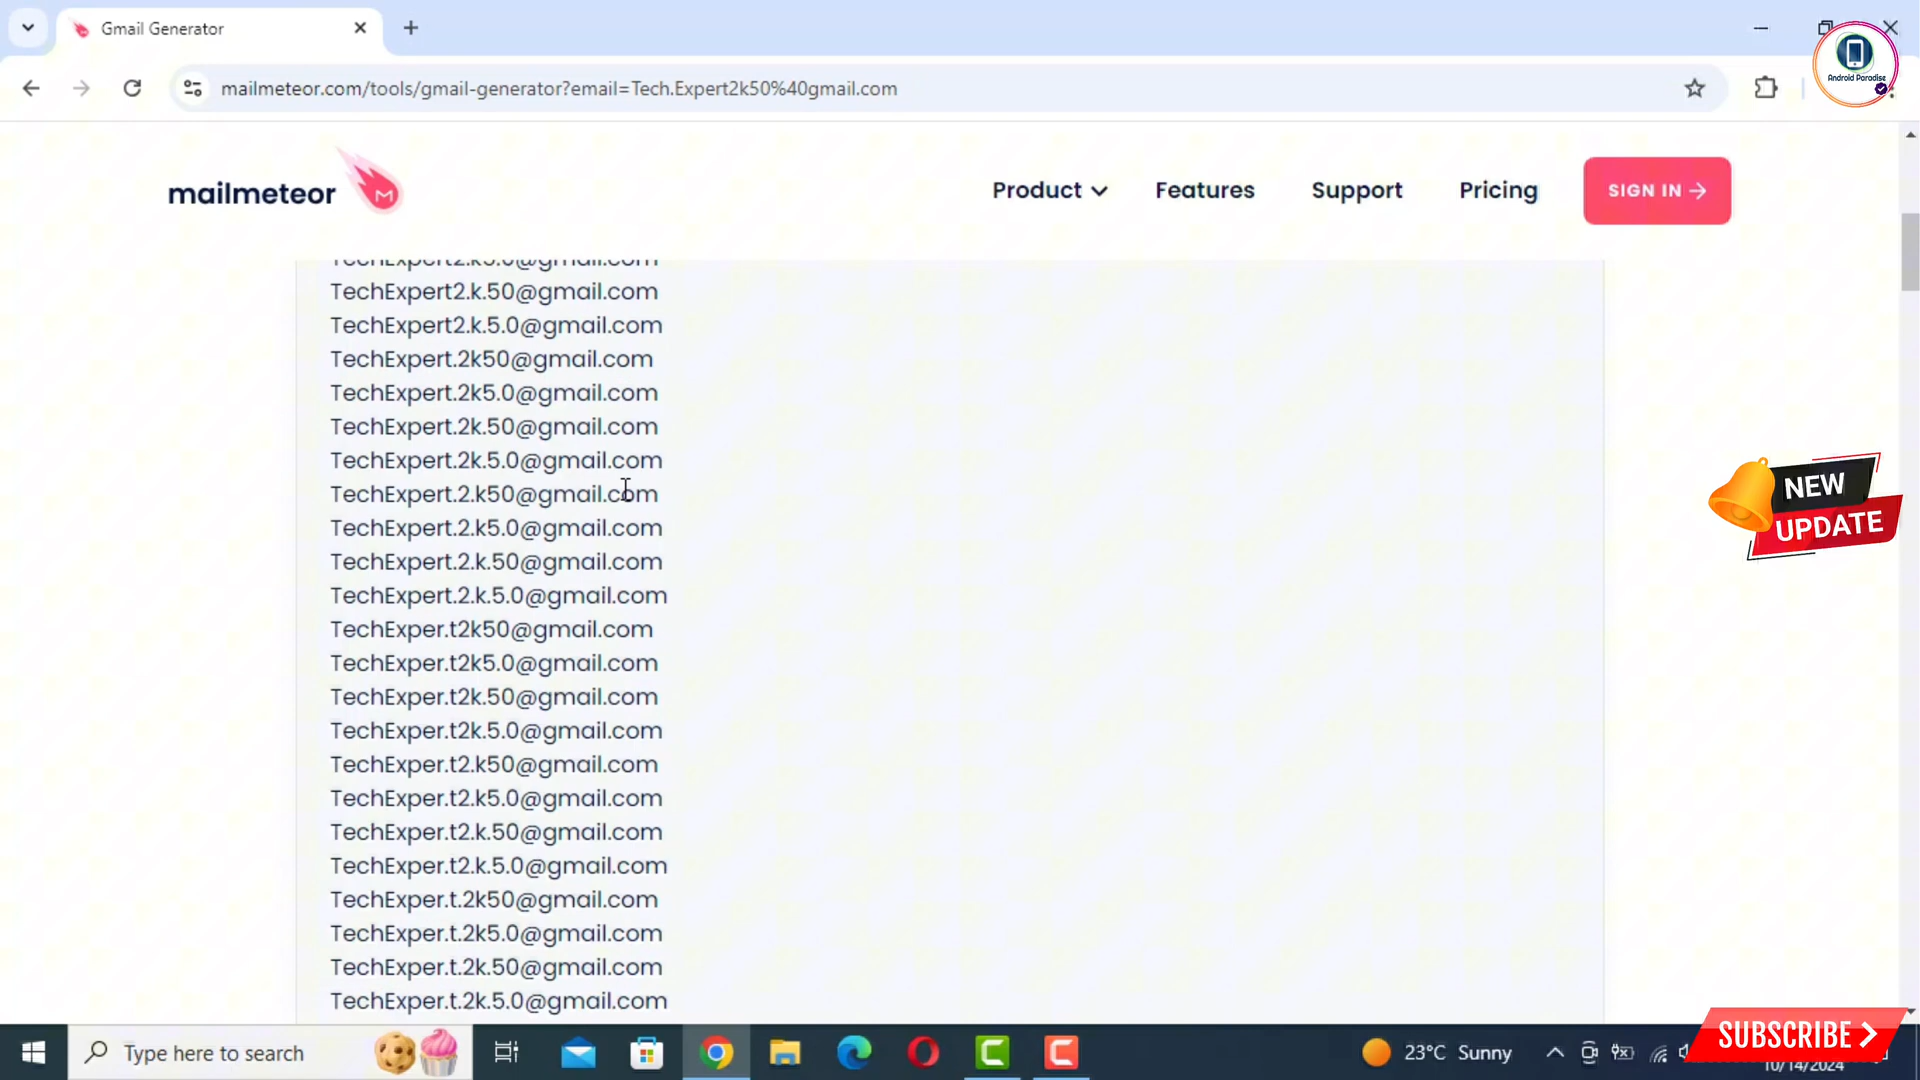 Gmail Generator
mailmeteor.com/tools/gmail-generator?email=Tech.Expert2k50%40gmail.com
Android Paradise
mailmeteor
M
Product
Features
Support
Pricing
SIGN IN →
TechExpert2.k5.0@gmail.com
TechExpert2.k.50@gmail.com
TechExpert2.k.5.0@gmail.com
TechExpert.2k50@gmail.com
TechExpert.2k5.0@gmail.com
TechExpert.2k.50@gmail.com
TechExpert.2k.5.0@gmail.com
TechExpert.2.k50@gmail.com
TechExpert.2.k5.0@gmail.com
TechExpert.2.k.50@gmail.com
TechExpert.2.k.5.0@gmail.com
TechExper.t2k50@gmail.com
TechExper.t2k5.0@gmail.com
TechExper.t2k.50@gmail.com
TechExper.t2k.5.0@gmail.com
TechExper.t2.k50@gmail.com
TechExper.t2.k5.0@gmail.com
TechExper.t2.k.50@gmail.com
TechExper.t2.k.5.0@gmail.com
TechExper.t.2k50@gmail.com
TechExper.t.2k5.0@gmail.com
TechExper.t.2k.50@gmail.com
TechExper.t.2k.5.0@gmail.com
NEW
UPDATE
SUBSCRIBE
Type here to search
23°C Sunny
10/14/2024